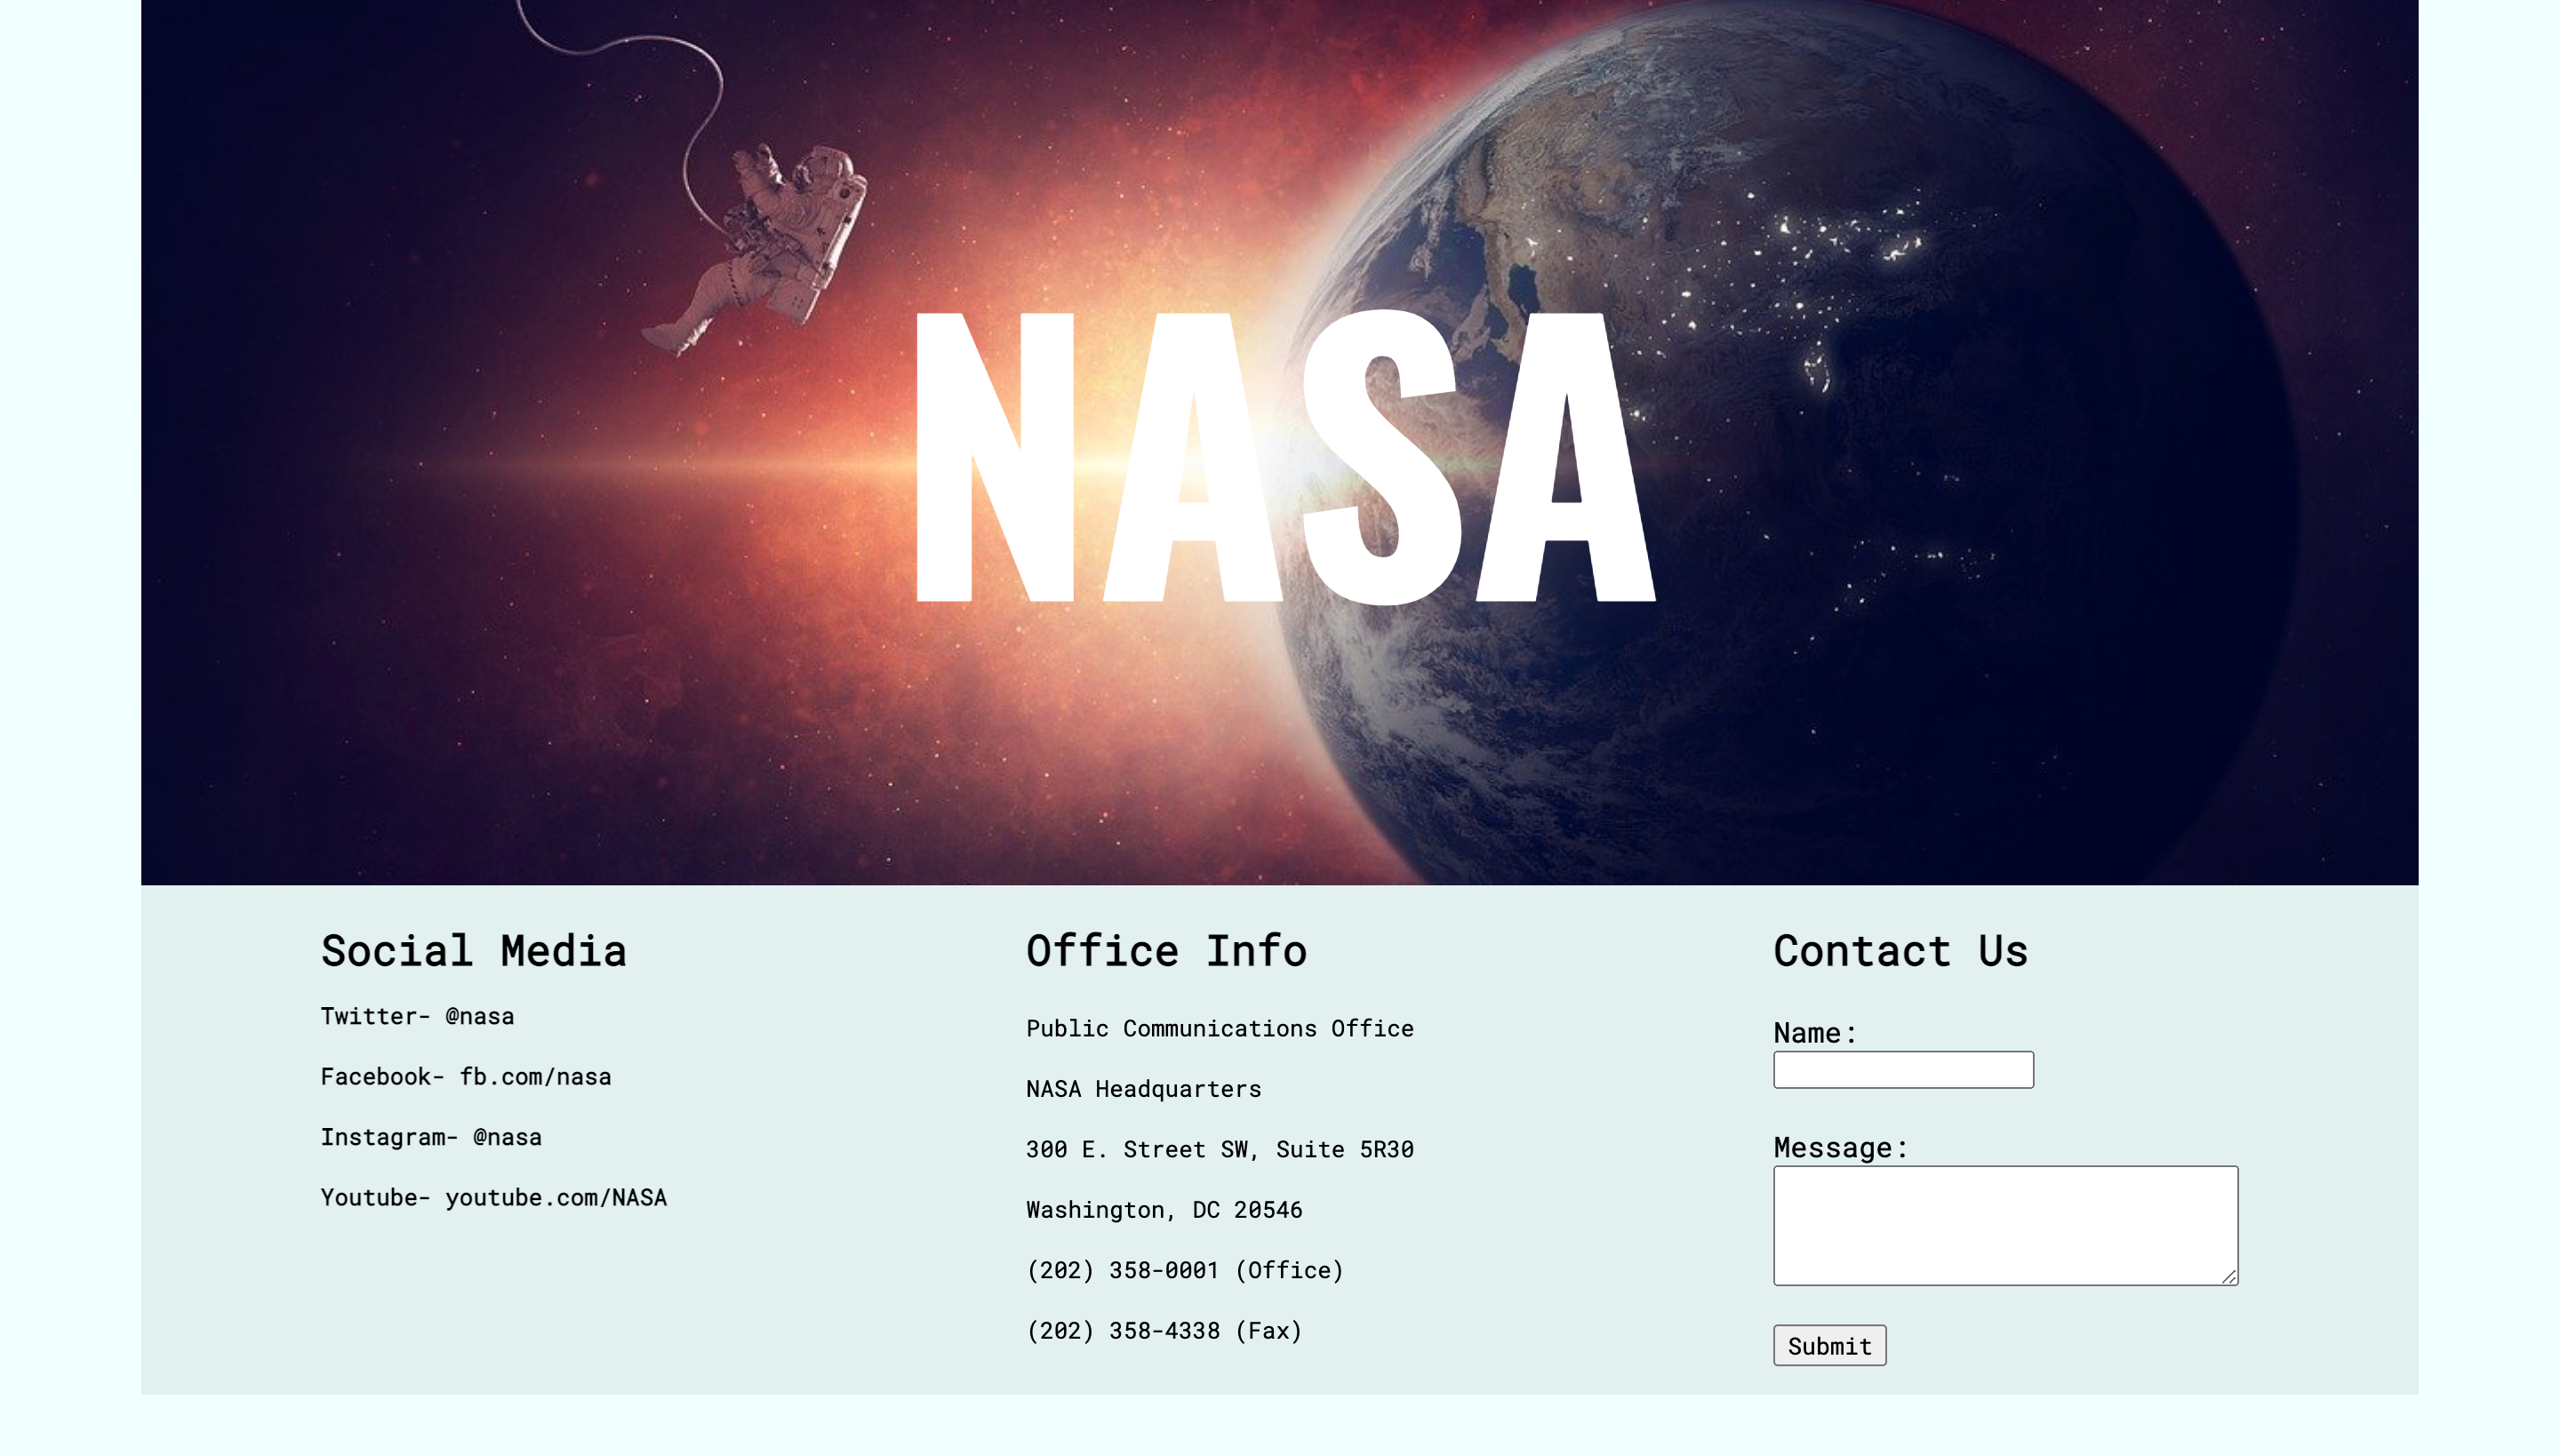 NASA
Social Media
Twitter- @nasa
Facebook- fb.com/nasa
Instagram- @nasa
Youtube- youtube.com/NASA
Office Info
Public Communications Office
NASA Headquarters
300 E. Street SW, Suite 5R30
Washington, DC 20546
(202) 358-0001 (Office)
(202) 358-4338 (Fax)
Contact Us
Name:
Message:
Submit